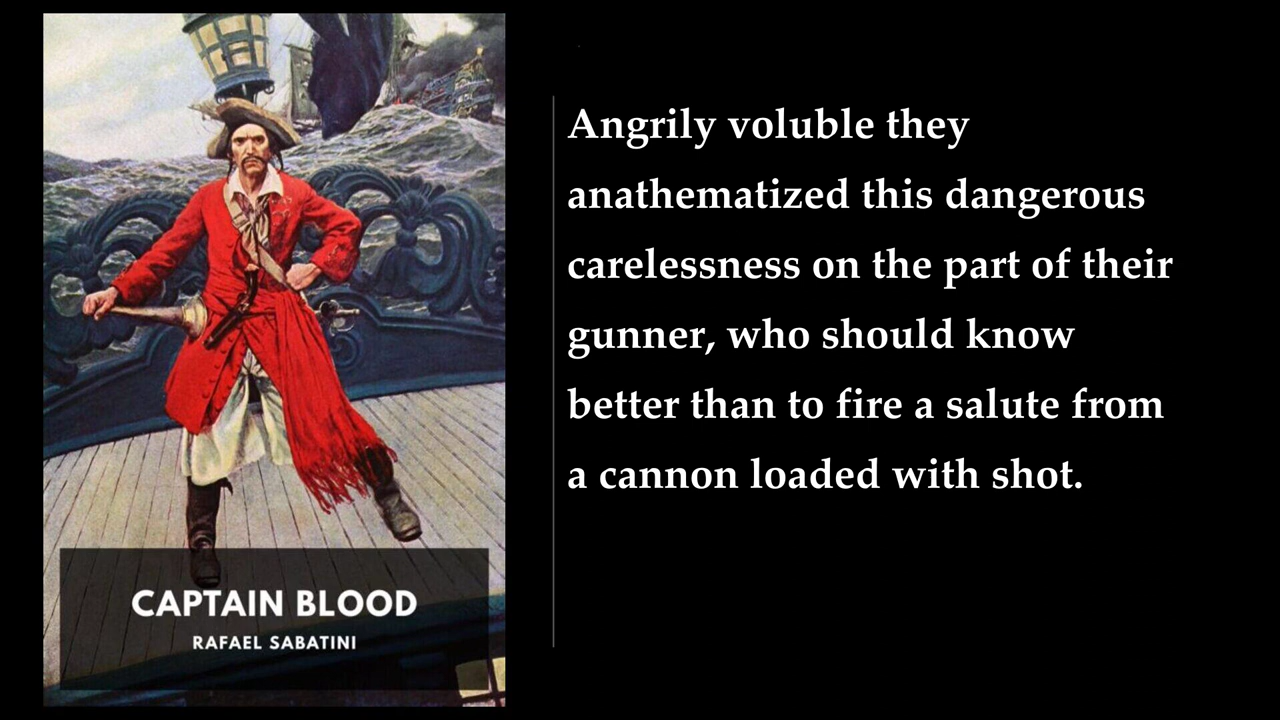 CAPTAIN BLOOD
RAFAEL SABATINI
Angrily voluble they
anathematized this dangerous
carelessness on the part of their
gunner, who should know
better than to fire a salute from
a cannon loaded with shot.